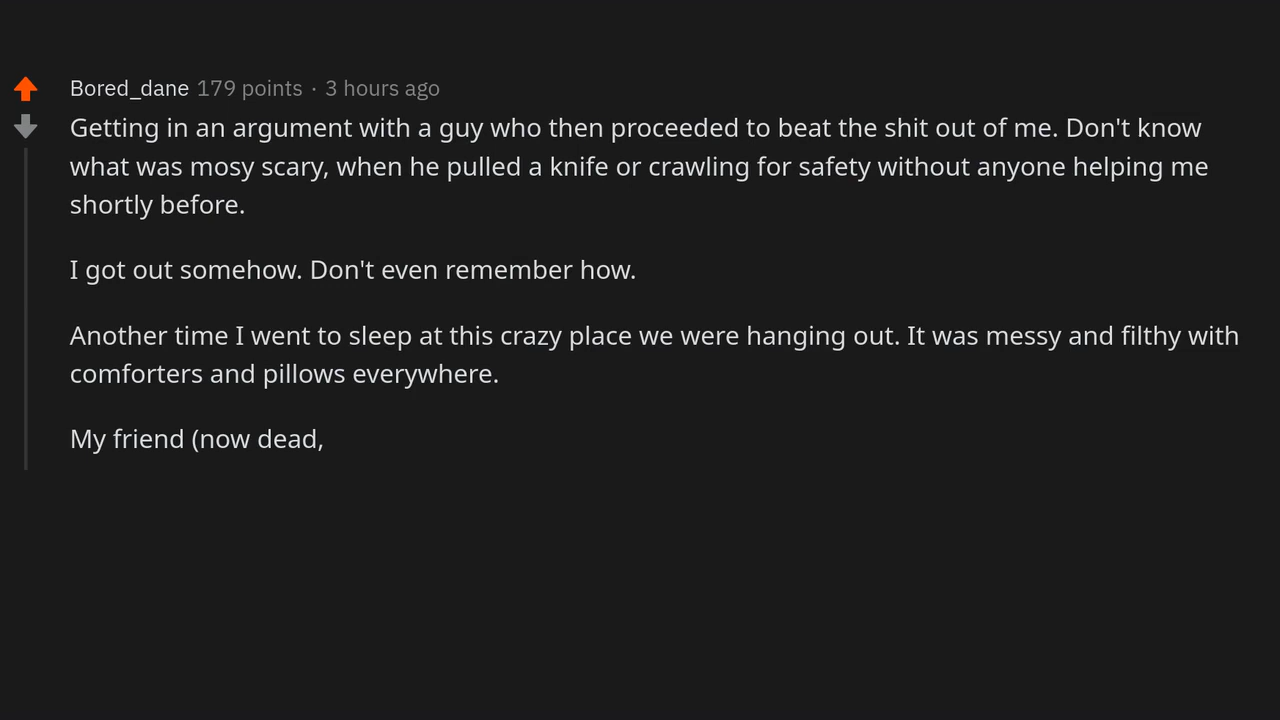 Bored_dane 179 points · 3 hours ago
Getting in an argument with a guy who then proceeded to beat the shit out of me. Don't know
what was mosy scary, when he pulled a knife or crawling for safety without anyone helping me
shortly before.
I got out somehow. Don't even remember how.
Another time I went to sleep at this crazy place we were hanging out. It was messy and filthy with
comforters and pillows everywhere.
My friend (now dead,